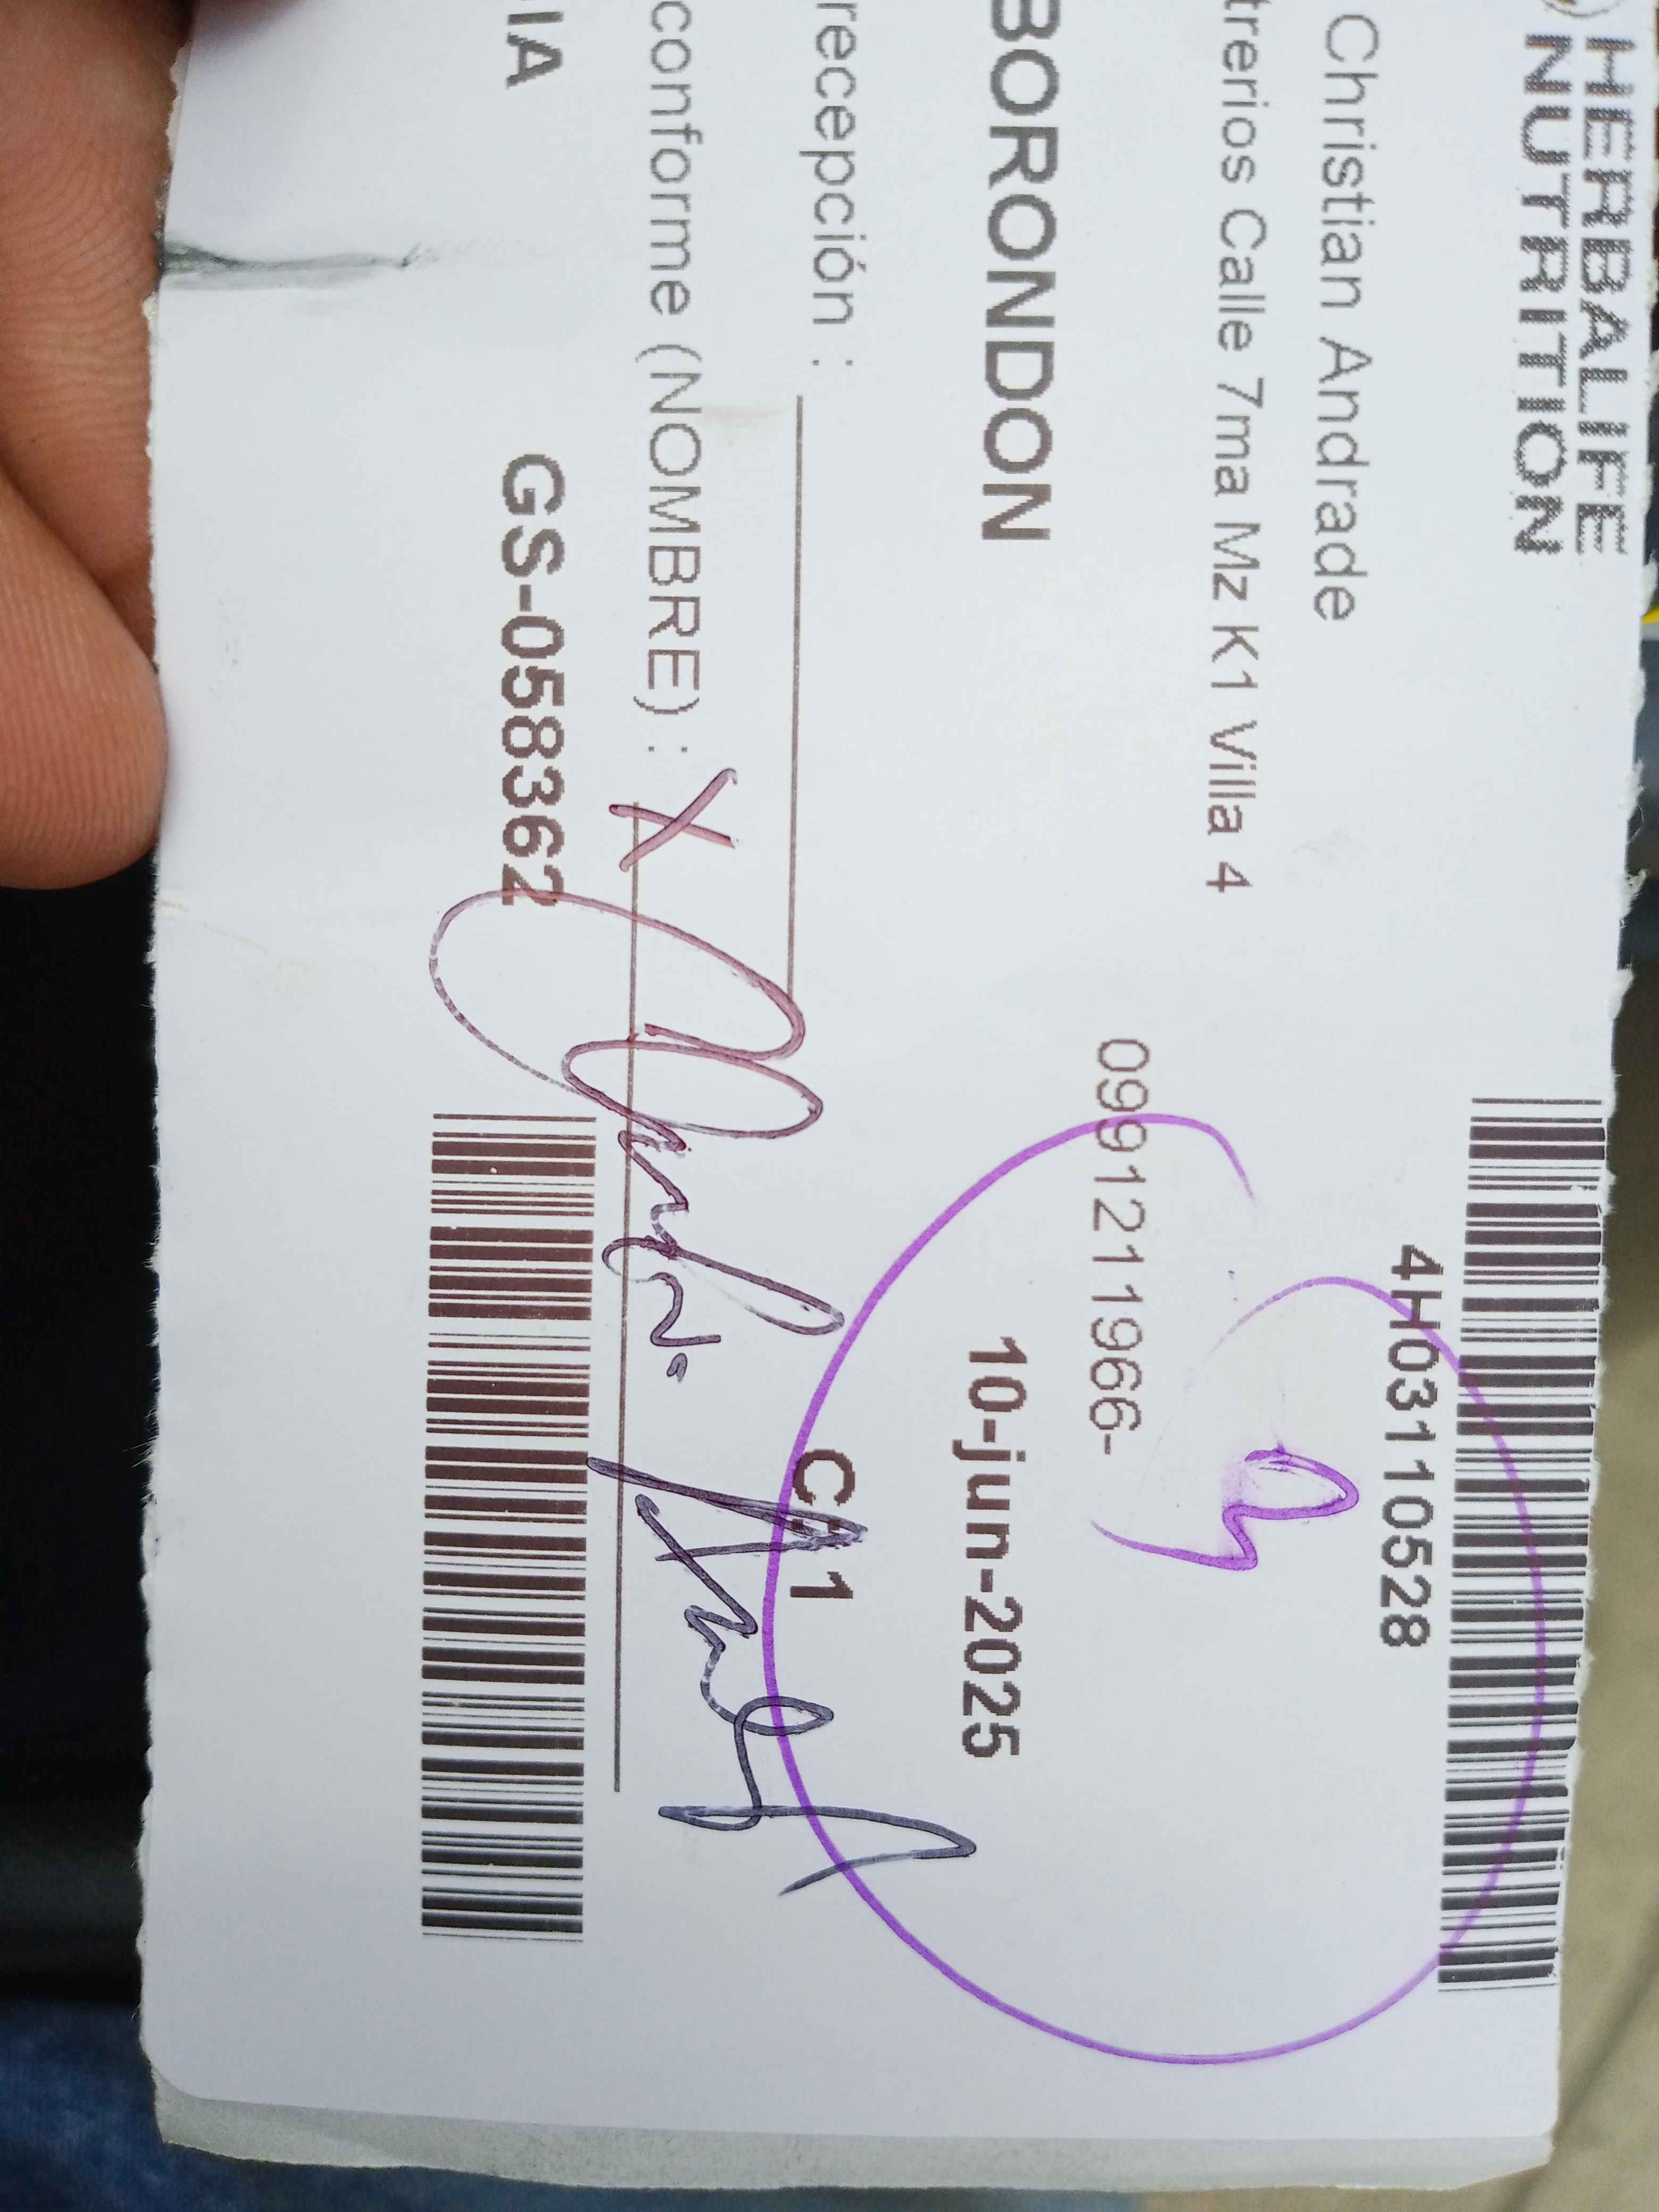 HERBALIFE
NUTRITION
4H03110528
Christian Andrade
trerios Calle 7ma Mz K1 Villa 4
0991211966-
BORONDON
10-jun-2025
recepción :
C:1
conforme (NOMBRE) : X
IA
GS-058362